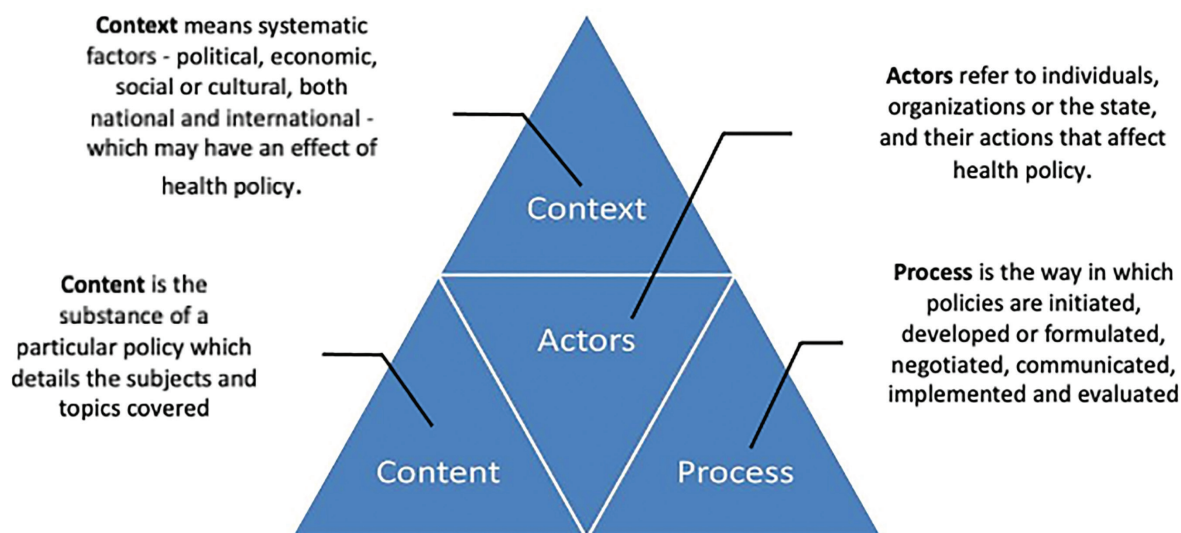 Context means systematic
factors - political, economic,
social or cultural, both
national and international -
which may have an effect of
health policy.
Actors refer to individuals,
organizations or the state,
and their actions that affect
health policy.
Context
Content is the
substance of a
particular policy which
details the subjects and
topics covered
Actors
Process is the way in which
policies are initiated,
developed or formulated,
negotiated, communicated,
implemented and evaluated
Content
Process